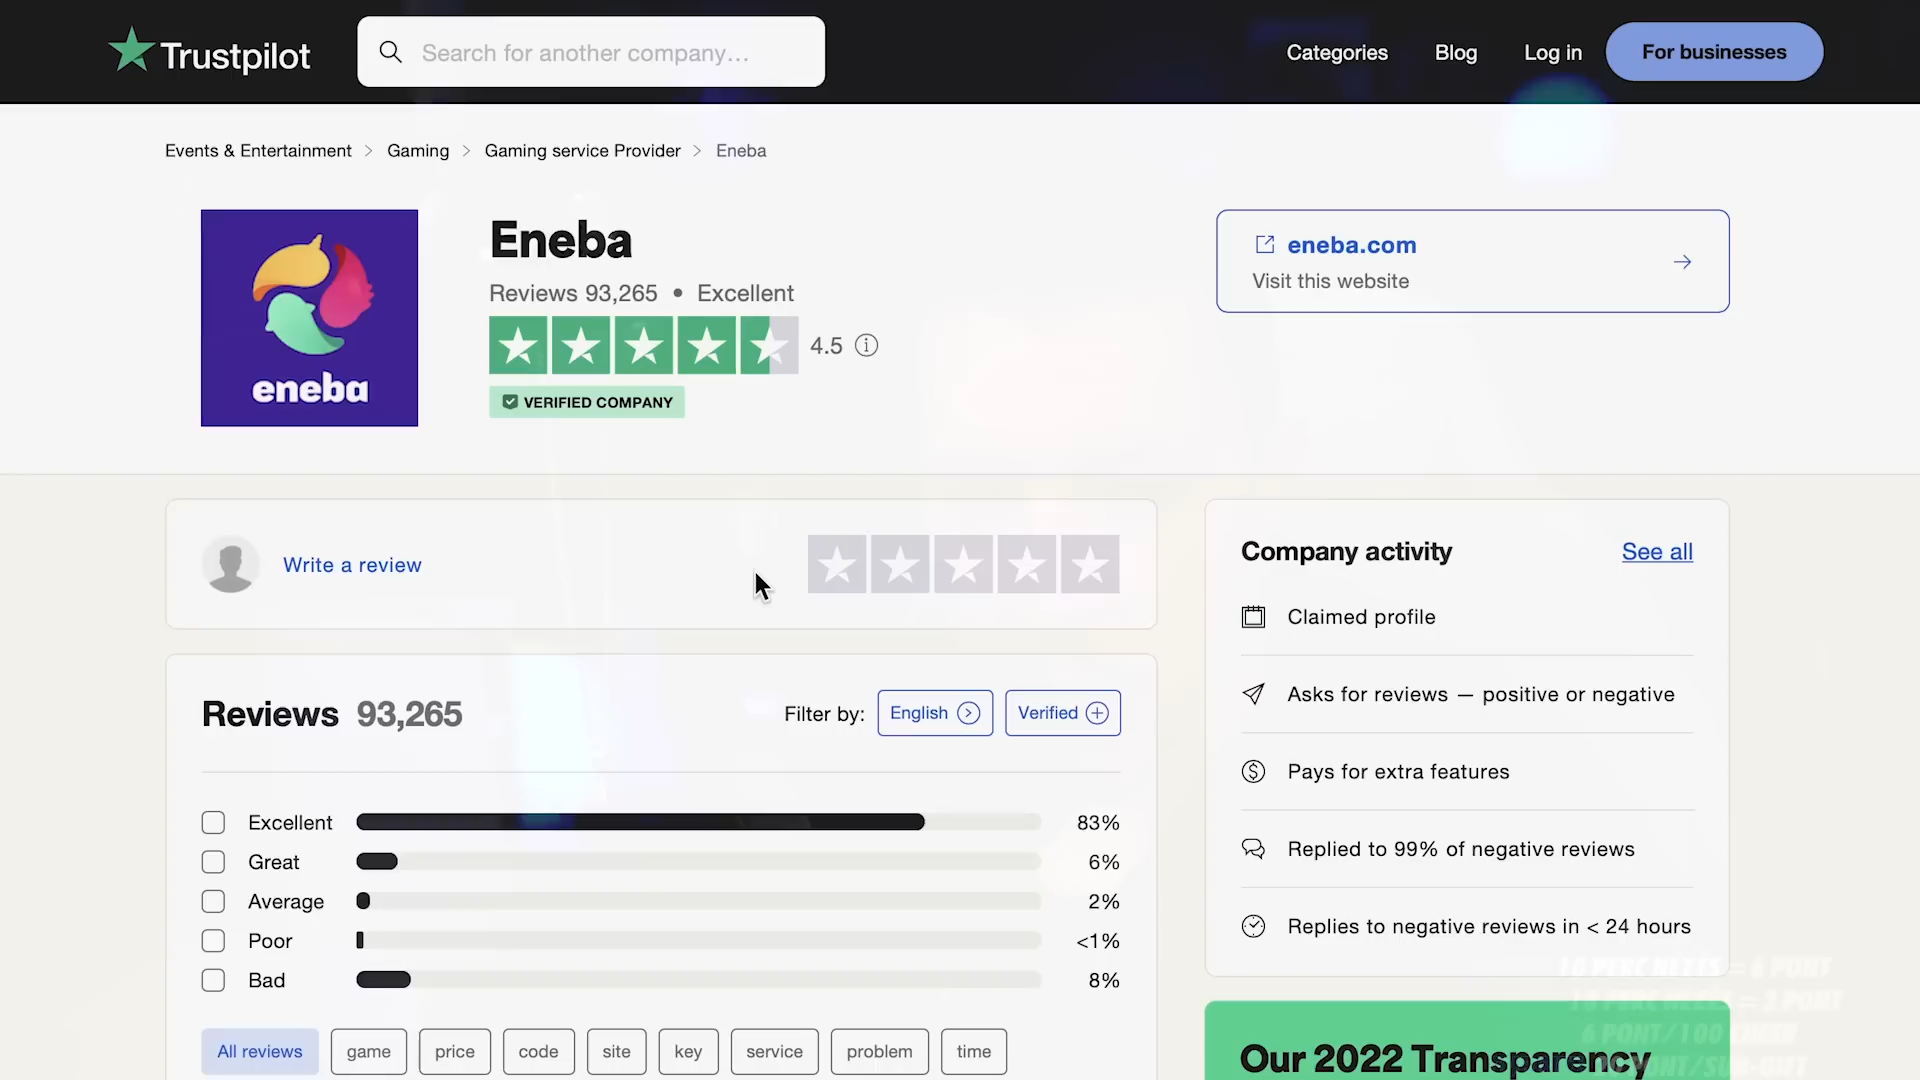 Trustpilot
Search for another company...
Categories
Blog
Log in
For businesses
Events & Entertainment > Gaming > Gaming service Provider > Eneba
eneba
Eneba
Reviews 93,265 • Excellent
4.5
VERIFIED COMPANY
eneba.com
Visit this website
Write a review
Reviews 93,265
Filter by: English Verified
Excellent 83%
Great 6%
Average 2%
Poor <1%
Bad 8%
All reviews game price code site key service problem time
Company activity See all
Claimed profile
Asks for reviews — positive or negative
Pays for extra features
Replied to 99% of negative reviews
Replies to negative reviews in < 24 hours
Our 2022 Transparency